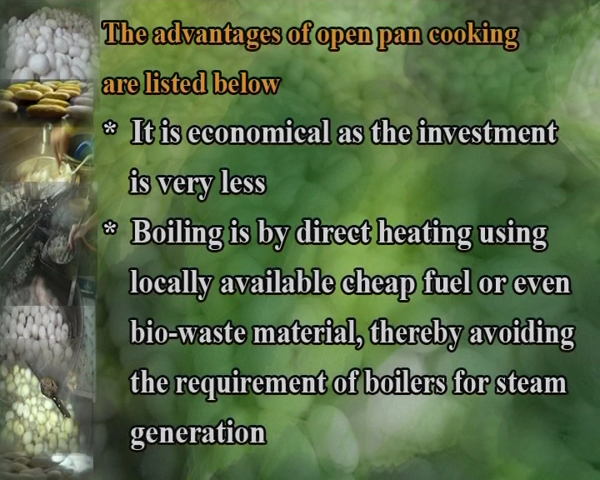 The advantages of open pan cooking
are listed below
* It is economical as the investment
is very less
* Boiling is by direct heating using
locally available cheap fuel or even
bio-waste material, thereby avoiding
the requirement of boilers for steam
generation